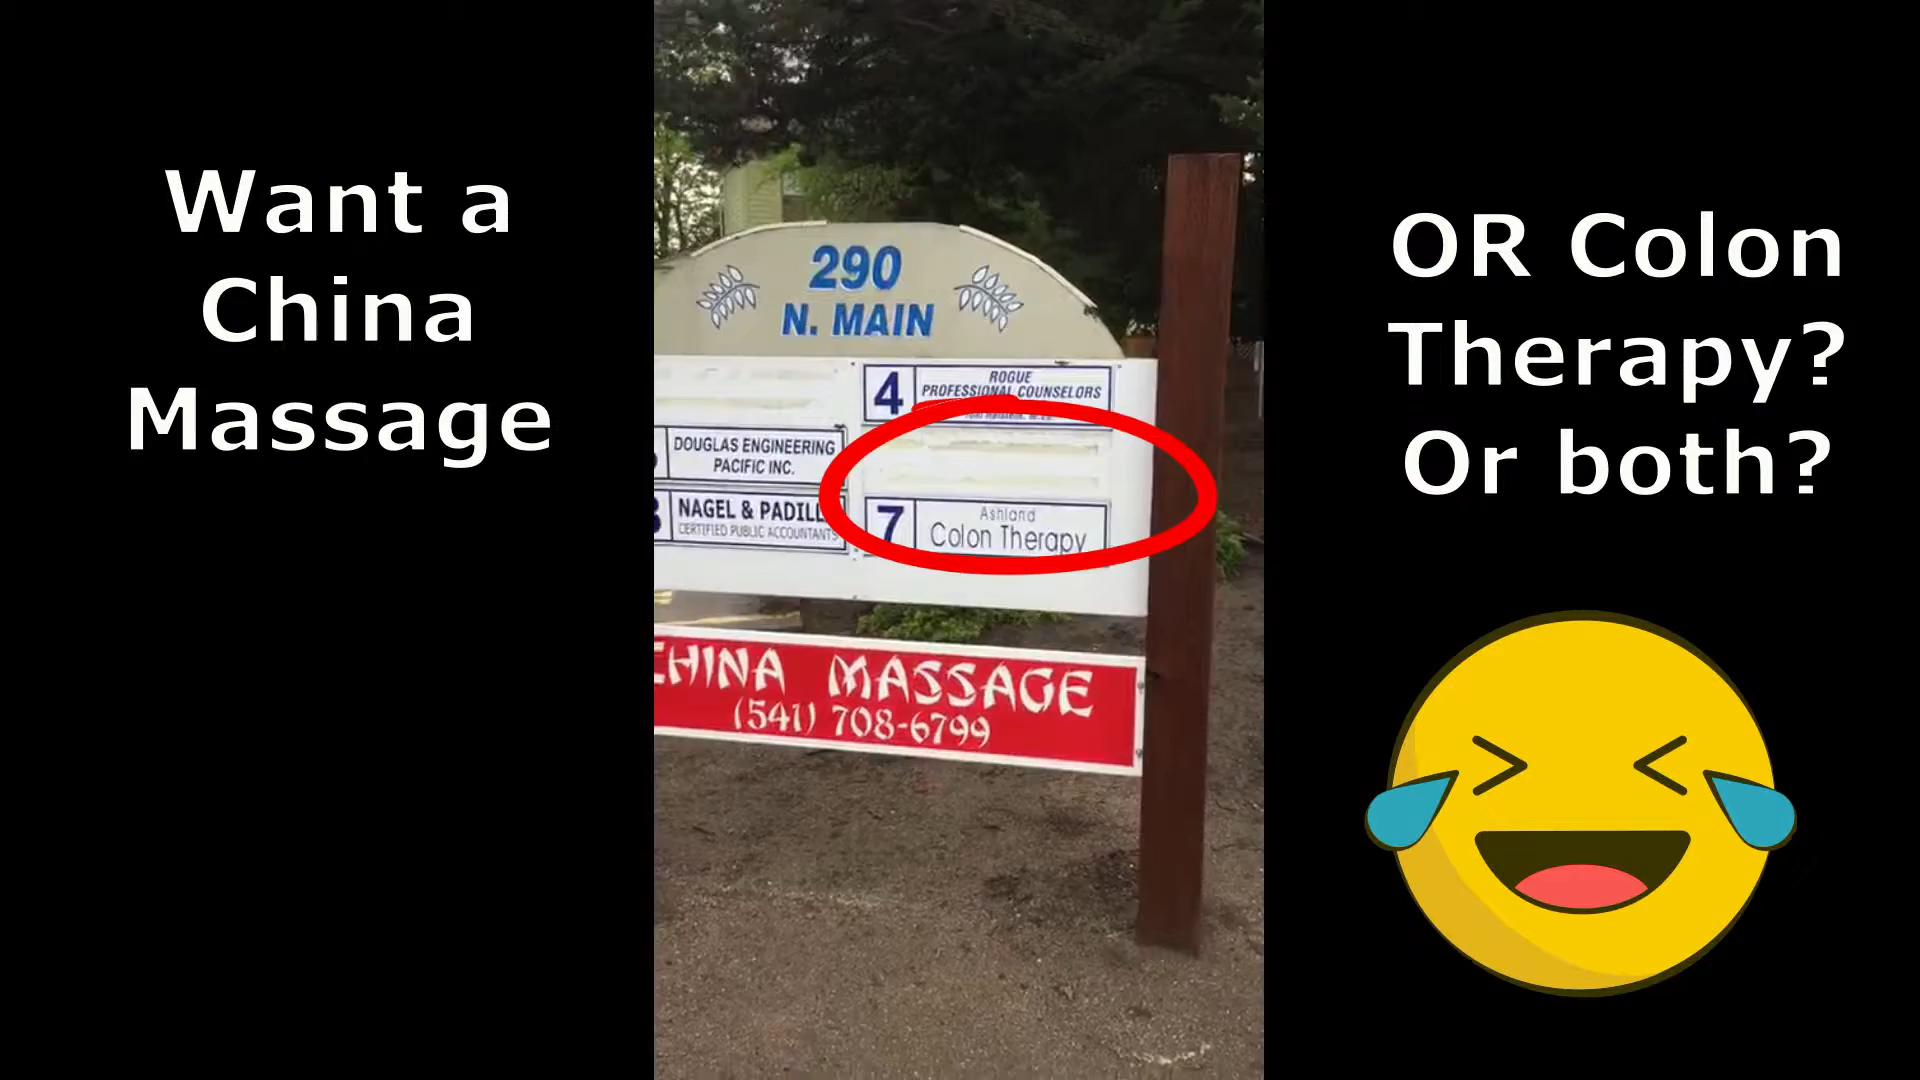 Want a
China
Massage
290
N. MAIN
4
ROGUE
PROFESSIONAL COUNSELORS
DOUGLAS ENGINEERING
PACIFIC INC.
NAGEL & PADILL
CERTIFIED PUBLIC ACCOUNTANTS
7
Ashland
Colon Therapy
CHINA MASSAGE
(541) 708-6799
OR Colon
Therapy?
Or both?